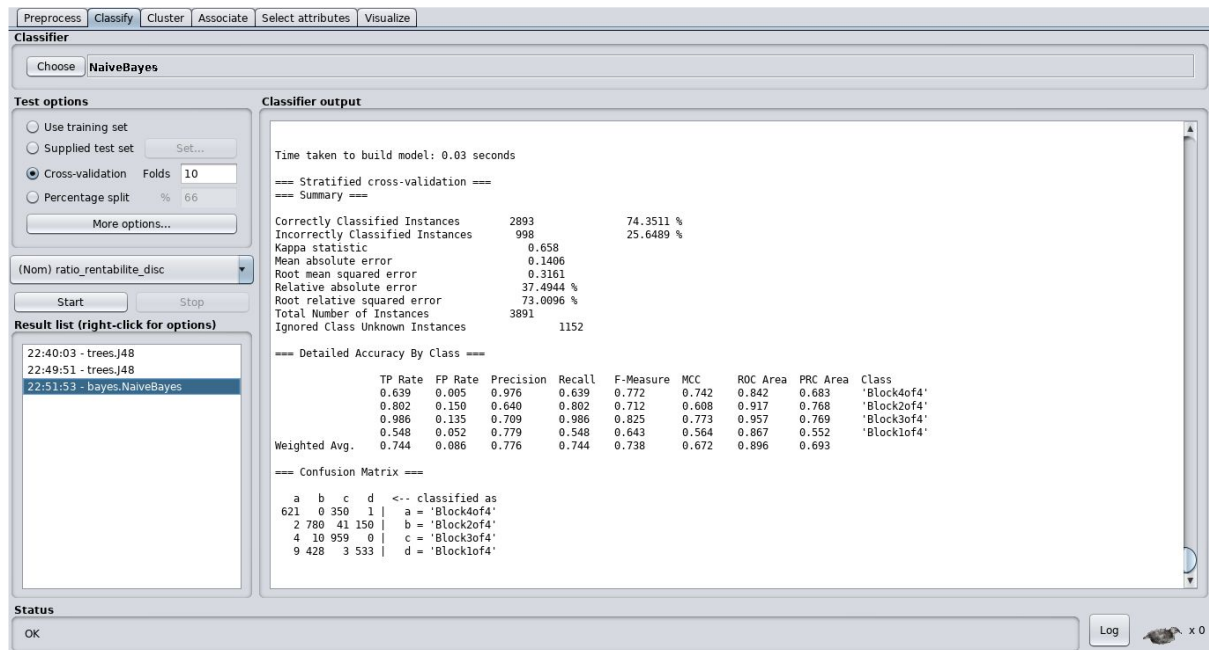 Preprocess Classify Cluster Associate Select attributes Visualize
Classifier
Choose NaiveBayes
Test options
Use training set
Supplied test set Set...
Cross-validation Folds 10
Percentage split % 66
More options...
(Nom) ratio_rentabilite_disc
Start Stop
Result list (right-click for options)
22:40:03 - trees.J48
22:49:51 - trees.J48
22:51:53 - bayes.NaiveBayes
Classifier output
Time taken to build model: 0.03 seconds
=== Stratified cross-validation ===
=== Summary ===
Correctly Classified Instances 2893 74.3511 %
Incorrectly Classified Instances 998 25.6489 %
Kappa statistic 0.658
Mean absolute error 0.1406
Root mean squared error 0.3161
Relative absolute error 37.4944 %
Root relative squared error 73.0096 %
Total Number of Instances 3891
Ignored Class Unknown Instances 1152
=== Detailed Accuracy By Class ===
TP Rate FP Rate Precision Recall F-Measure MCC ROC Area PRC Area Class
0.639 0.005 0.976 0.639 0.772 0.742 0.842 0.683 'Block4of4'
0.802 0.150 0.640 0.802 0.712 0.608 0.917 0.768 'Block2of4'
0.986 0.135 0.709 0.986 0.825 0.773 0.957 0.769 'Block3of4'
0.548 0.052 0.779 0.548 0.643 0.564 0.867 0.552 'Block1of4'
Weighted Avg. 0.744 0.086 0.776 0.744 0.738 0.672 0.896 0.693
=== Confusion Matrix ===
a b c d <-- classified as
621 0 350 1 | a = 'Block4of4'
2 780 41 150 | b = 'Block2of4'
4 10 959 0 | c = 'Block3of4'
9 428 3 533 | d = 'Block1of4'
Status
OK
Log x 0